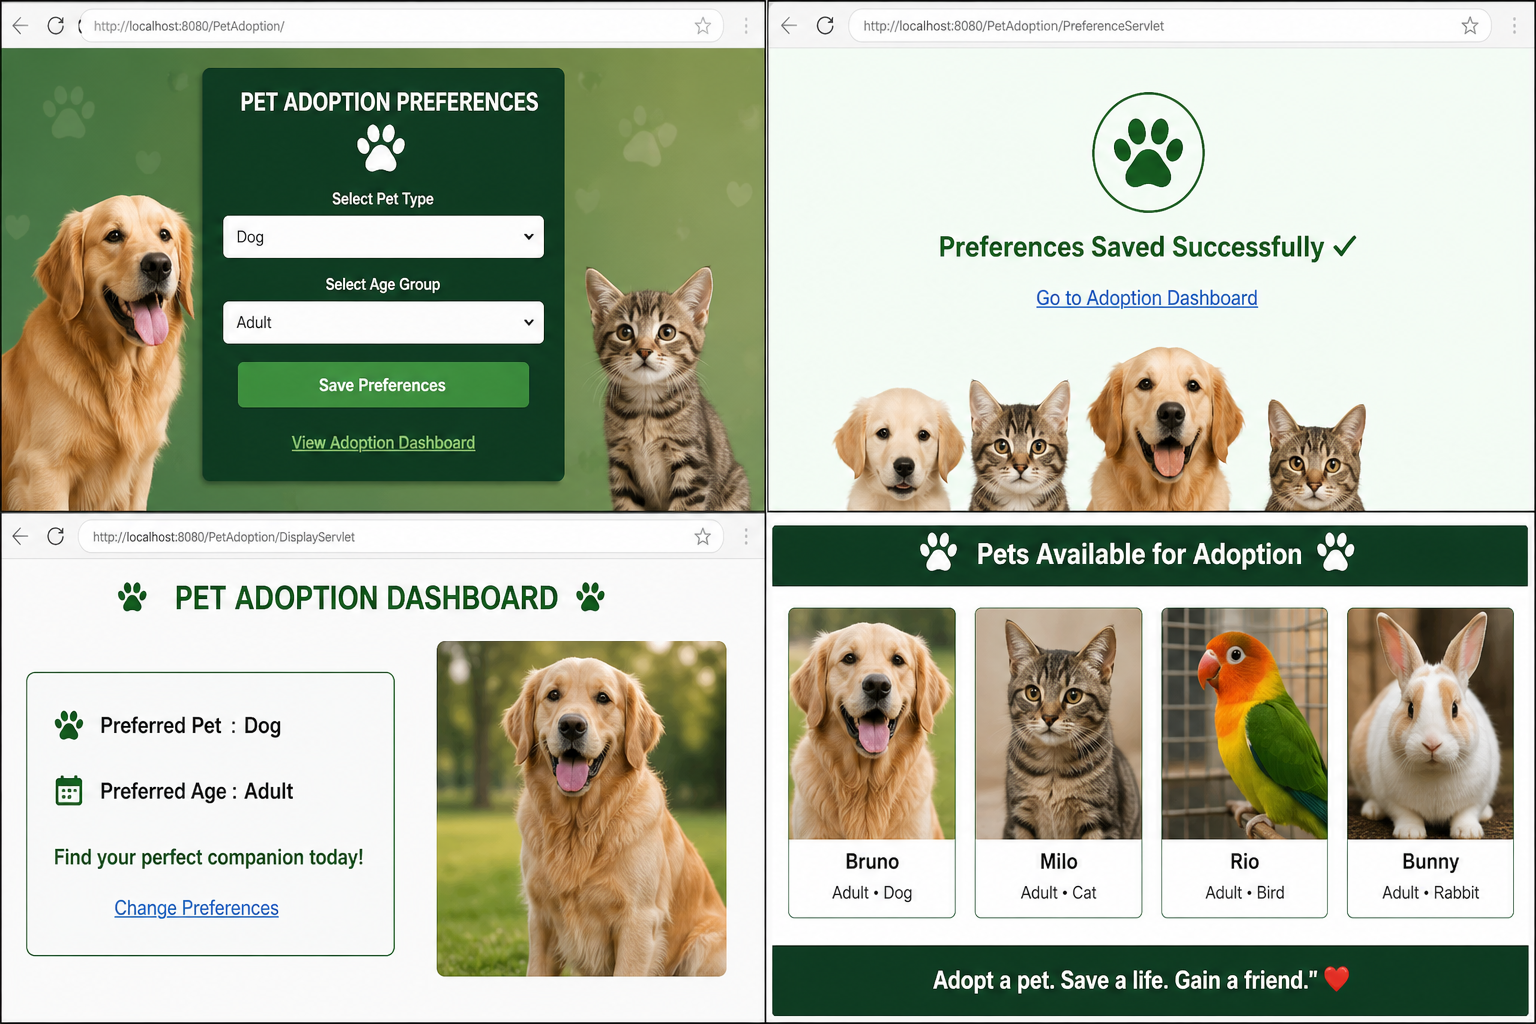 http://localhost:8080/PetAdoption/
PET ADOPTION PREFERENCES
Select Pet Type
Dog
Select Age Group
Adult
Save Preferences
View Adoption Dashboard
http://localhost:8080/PetAdoption/PreferenceServlet
Preferences Saved Successfully ✓
Go to Adoption Dashboard
http://localhost:8080/PetAdoption/DisplayServlet
PET ADOPTION DASHBOARD
Preferred Pet : Dog
Preferred Age : Adult
Find your perfect companion today!
Change Preferences
Pets Available for Adoption
Bruno
Adult • Dog
Milo
Adult • Cat
Rio
Adult • Bird
Bunny
Adult • Rabbit
Adopt a pet. Save a life. Gain a friend." ❤️